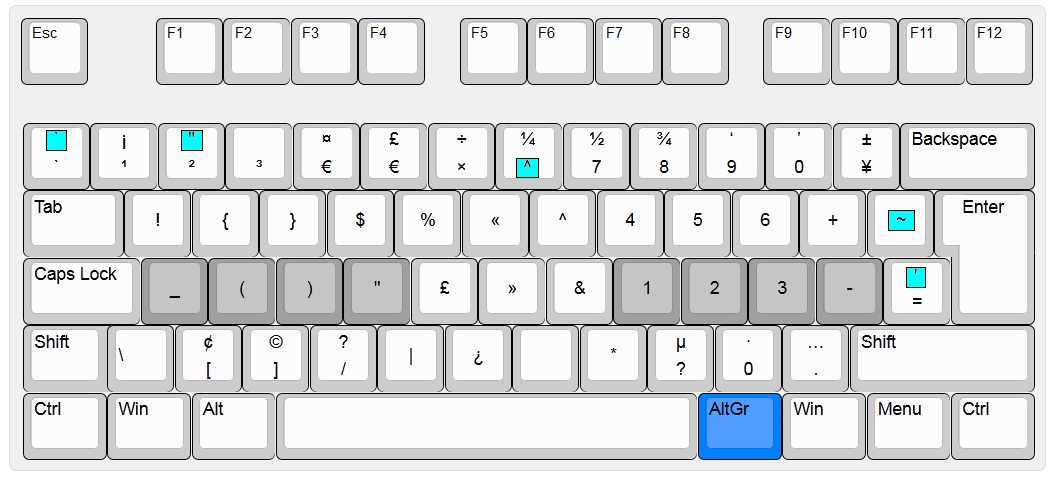 Esc F1 F2 F3 F4 F5 F6 F7 F8 F9 F10 F11 F12
` ¡ " ¤ £ ÷ ¼ ½ ¾ ‘ ’ ± Backspace
` ¹ ² ³ € € × ^ 7 8 9 0 ¥
Tab ! { } $ % « ^ 4 5 6 + ~ Enter
Caps Lock _ ( ) " £ » & 1 2 3 - '
=
Shift ¢ © ? µ · … Shift
\ [ ] / | ¿ * ? 0 .
Ctrl Win Alt AltGr Win Menu Ctrl